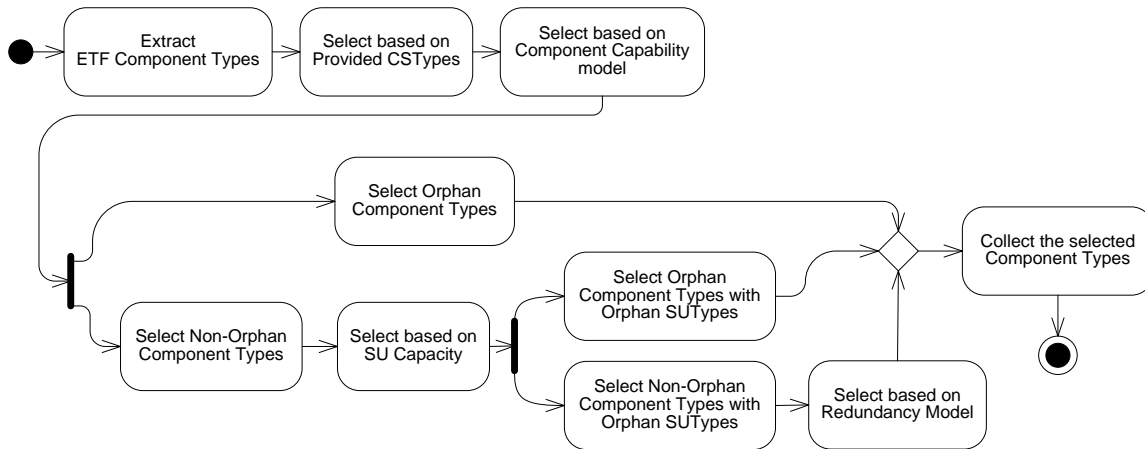 Extract
ETF Component Types
Select based on
Provided CSTypes
Select based on
Component Capability
model
Select Orphan
Component Types
Collect the selected
Component Types
Select Orphan
Component Types with
Orphan SUTypes
Select Non-Orphan
Component Types
Select based on
SU Capacity
Select Non-Orphan
Component Types with
Orphan SUTypes
Select based on
Redundancy Model